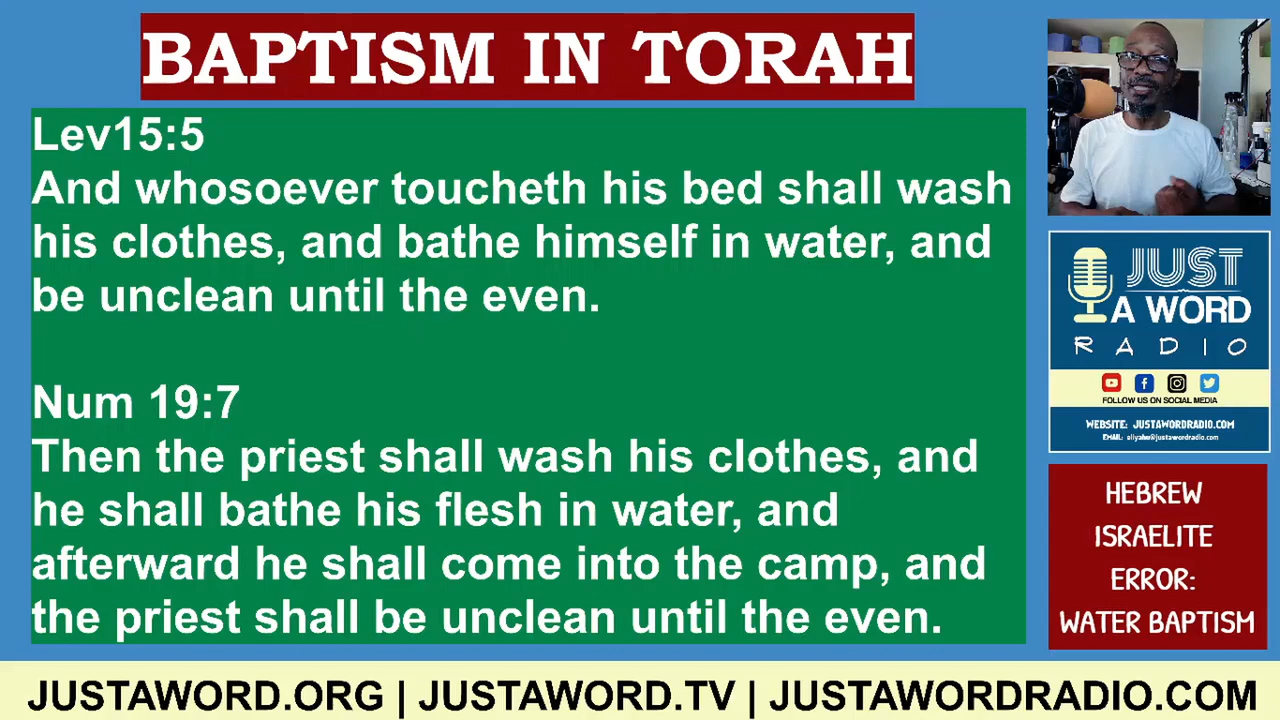 BAPTISM IN TORAH
Lev15:5
And whosoever toucheth his bed shall wash
his clothes, and bathe himself in water, and
be unclean until the even.
Num 19:7
Then the priest shall wash his clothes, and
he shall bathe his flesh in water, and
afterward he shall come into the camp, and
the priest shall be unclean until the even.
JUST
A WORD
RADIO
FOLLOW US ON SOCIAL MEDIA
WEBSITE: JUSTAWORDRADIO.COM
EMAIL: eliyahu@justawordradio.com
HEBREW
ISRAELITE
ERROR:
WATER BAPTISM
JUSTAWORD.ORG | JUSTAWORD.TV | JUSTAWORDRADIO.COM